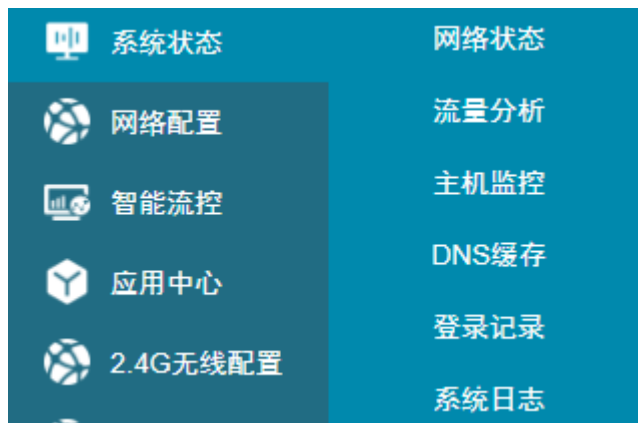 系统状态
网络配置
智能流控
应用中心
2.4G无线配置
网络状态
流量分析
主机监控
DNS缓存
登录记录
系统日志